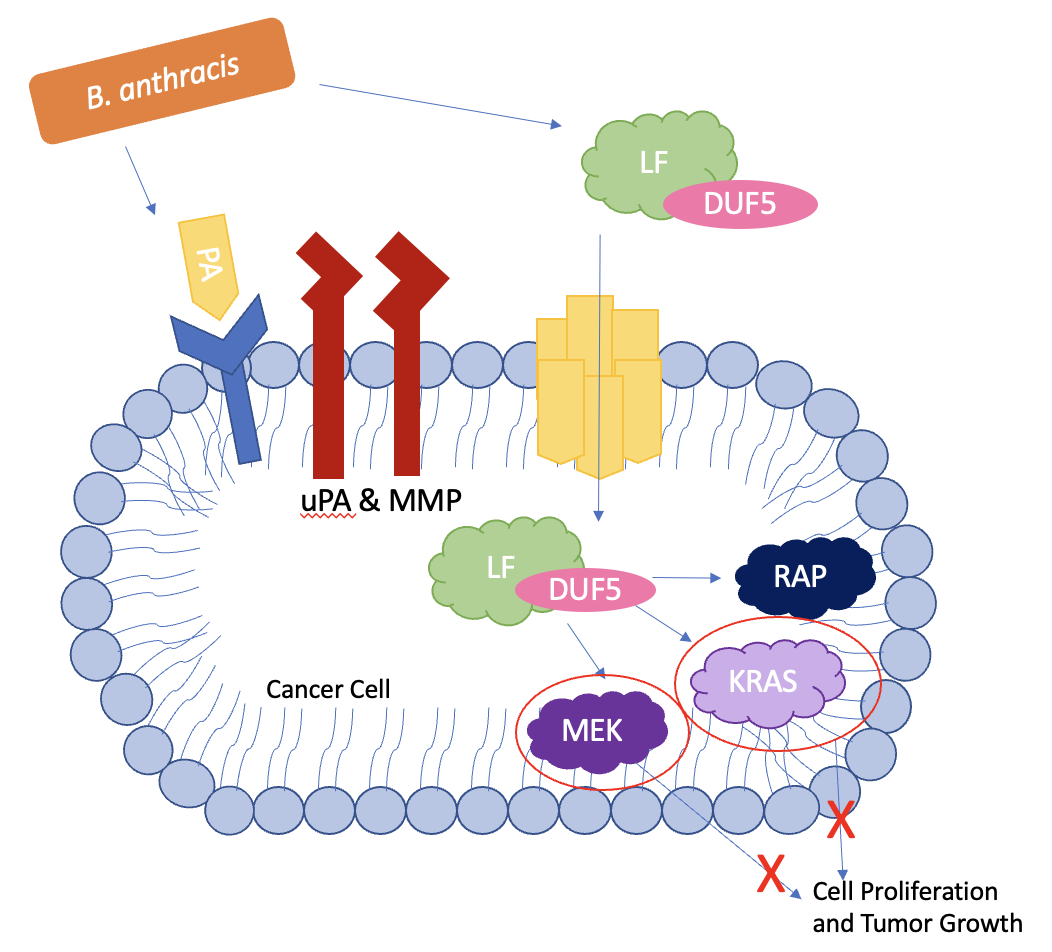 B. anthracis
LF
DUF5
PA
uPA & MMP
LF
DUF5
RAP
KRAS
Cancer Cell
MEK
X
X
Cell Proliferation
and Tumor Growth